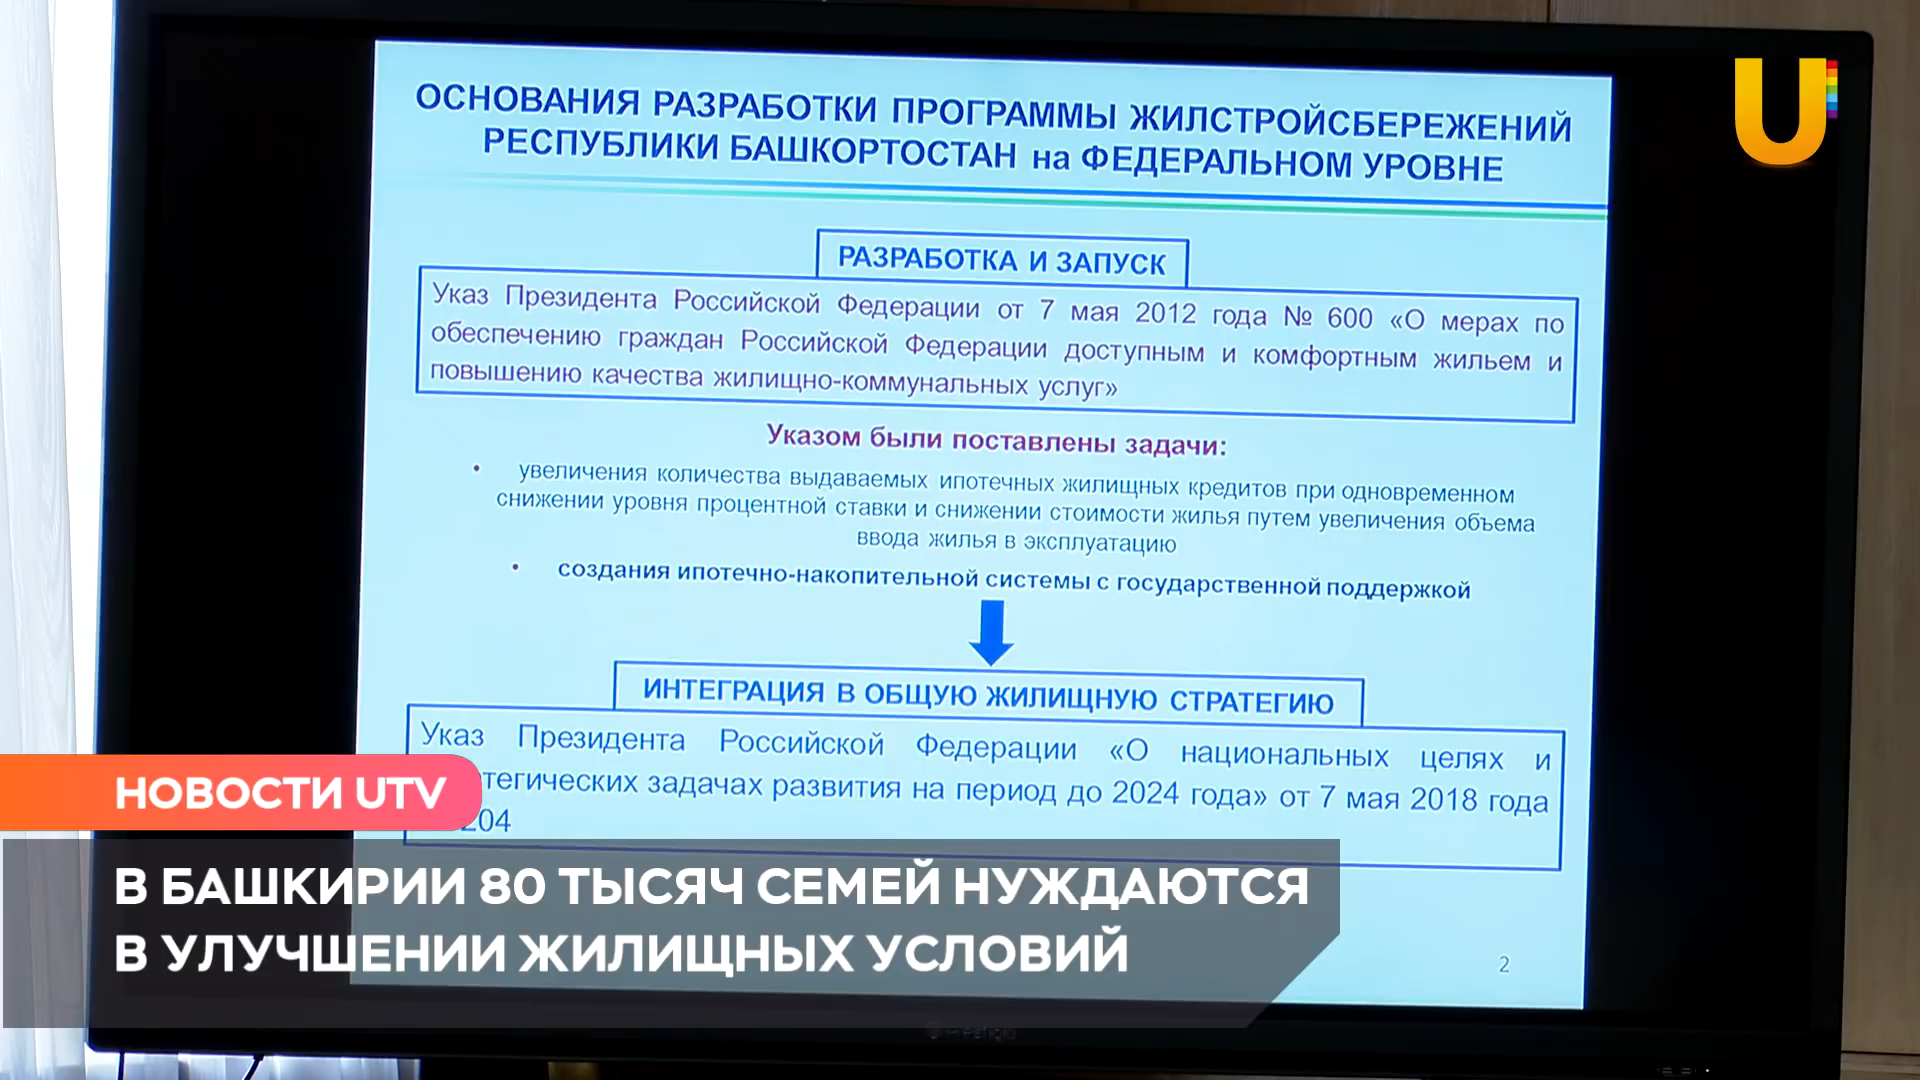 U
ОСНОВАНИЯ РАЗРАБОТКИ ПРОГРАММЫ ЖИЛСТРОЙСБЕРЕЖЕНИЙ
РЕСПУБЛИКИ БАШКОРТОСТАН на ФЕДЕРАЛЬНОМ УРОВНЕ
РАЗРАБОТКА И ЗАПУСК
Указ Президента Российской Федерации от 7 мая 2012 года № 600 «О мерах по
обеспечению граждан Российской Федерации доступным и комфортным жильем и
повышению качества жилищно-коммунальных услуг»
Указом были поставлены задачи:
• увеличения количества выдаваемых ипотечных жилищных кредитов при одновременном
снижении уровня процентной ставки и снижении стоимости жилья путем увеличения объема
ввода жилья в эксплуатацию
• создания ипотечно-накопительной системы с государственной поддержкой
ИНТЕГРАЦИЯ В ОБЩУЮ ЖИЛИЩНУЮ СТРАТЕГИЮ
Указ Президента Российской Федерации «О национальных целях и
тегических задачах развития на период до 2024 года» от 7 мая 2018 года
204
НОВОСТИ UTV
В БАШКИРИИ 80 ТЫСЯЧ СЕМЕЙ НУЖДАЮТСЯ
В УЛУЧШЕНИИ ЖИЛИЩНЫХ УСЛОВИЙ
2